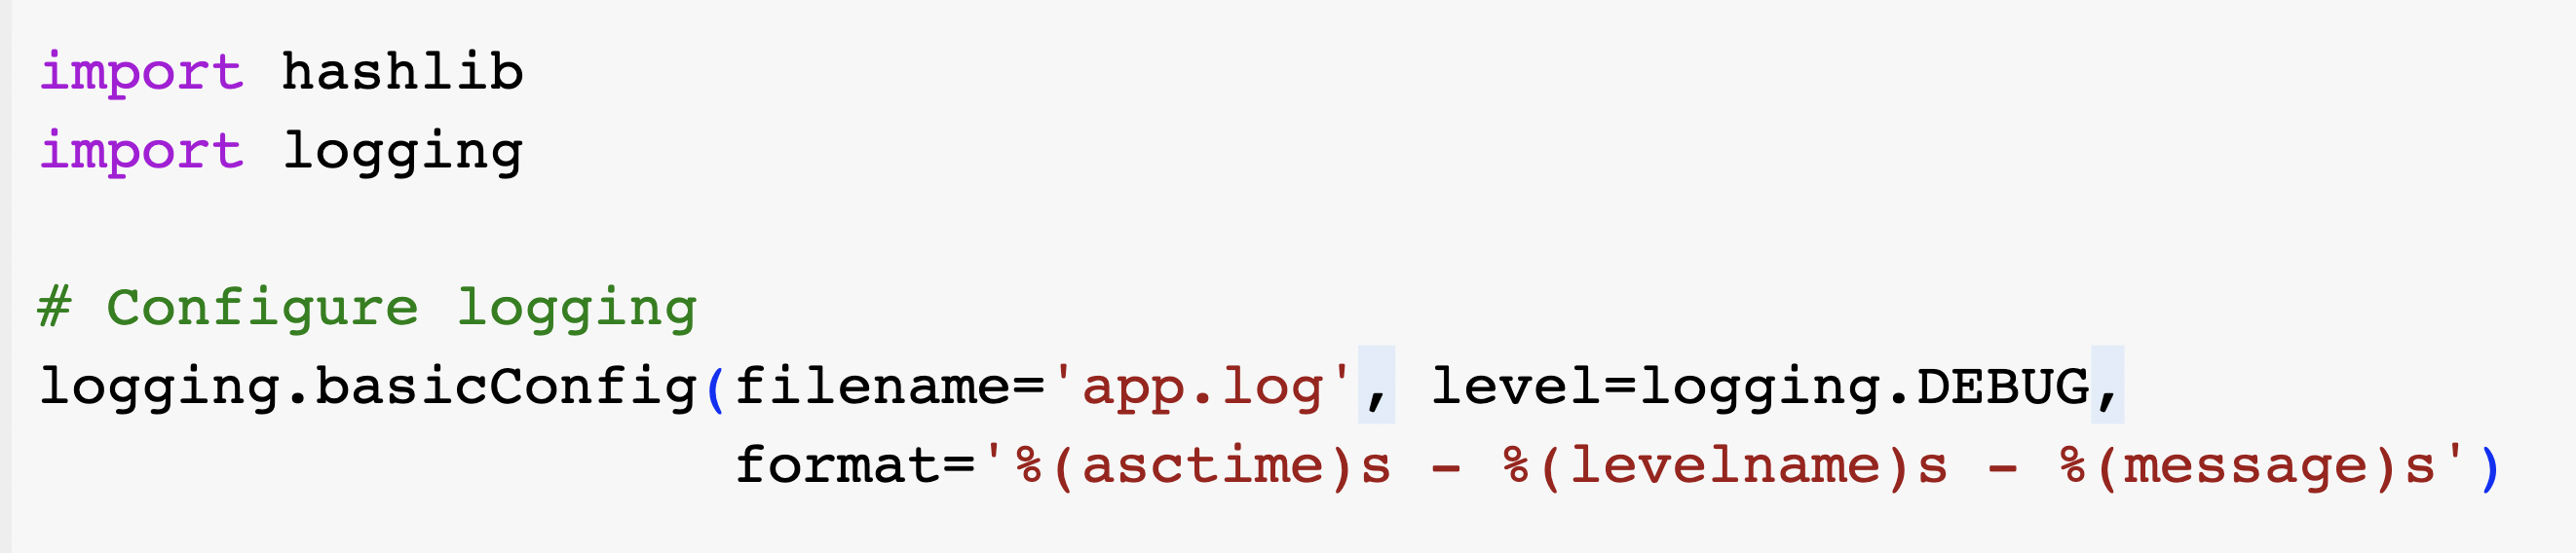 import hashlib
import logging
# Configure logging
logging.basicConfig(filename='app.log', level=logging.DEBUG,
format='%(asctime)s - %(levelname)s - %(message)s')